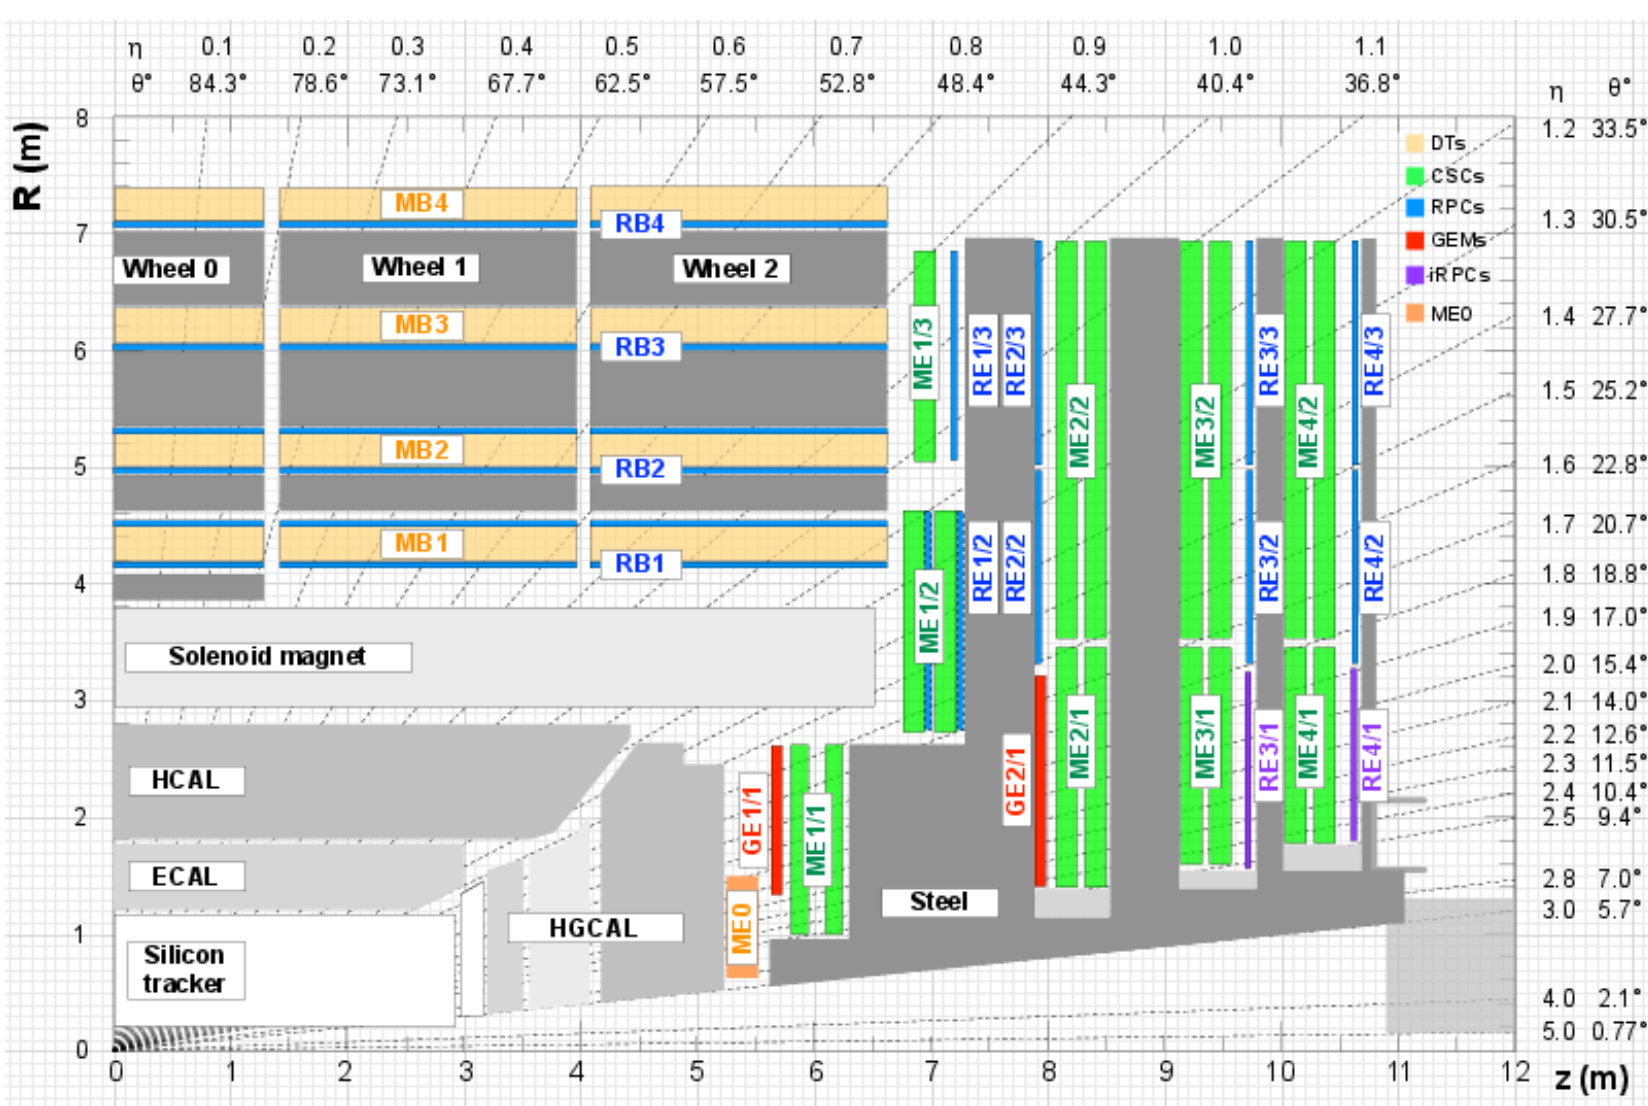 η 0.1 0.2 0.3 0.4 0.5 0.6 0.7 0.8 0.9 1.0 1.1
θ° 84.3° 78.6° 73.1° 67.7° 62.5° 57.5° 52.8° 48.4° 44.3° 40.4° 36.8°
η θ°
R (m)
8
7
6
5
4
3
2
1
0
1.2 33.5°
1.3 30.5°
1.4 27.7°
1.5 25.2°
1.6 22.8°
1.7 20.7°
1.8 18.8°
1.9 17.0°
2.0 15.4°
2.1 14.0°
2.2 12.6°
2.3 11.5°
2.4 10.4°
2.5 9.4°
2.8 7.0°
3.0 5.7°
4.0 2.1°
5.0 0.77°
DTs
CSCs
RPCs
GEMs
iRPCs
ME0
MB4
RB4
Wheel 0
Wheel 1
Wheel 2
MB3
RB3
MB2
RB2
MB1
RB1
Solenoid magnet
HCAL
ECAL
Silicon
tracker
HGCAL
Steel
ME0
GE1/1
ME1/1
ME1/2
ME1/3
RE1/3
RE2/3
RE1/2
RE2/2
GE2/1
ME2/2
ME2/1
ME3/2
ME3/1
RE3/3
RE3/2
RE3/1
ME4/2
ME4/1
RE4/3
RE4/2
RE4/1
0 1 2 3 4 5 6 7 8 9 10 11 12
z (m)